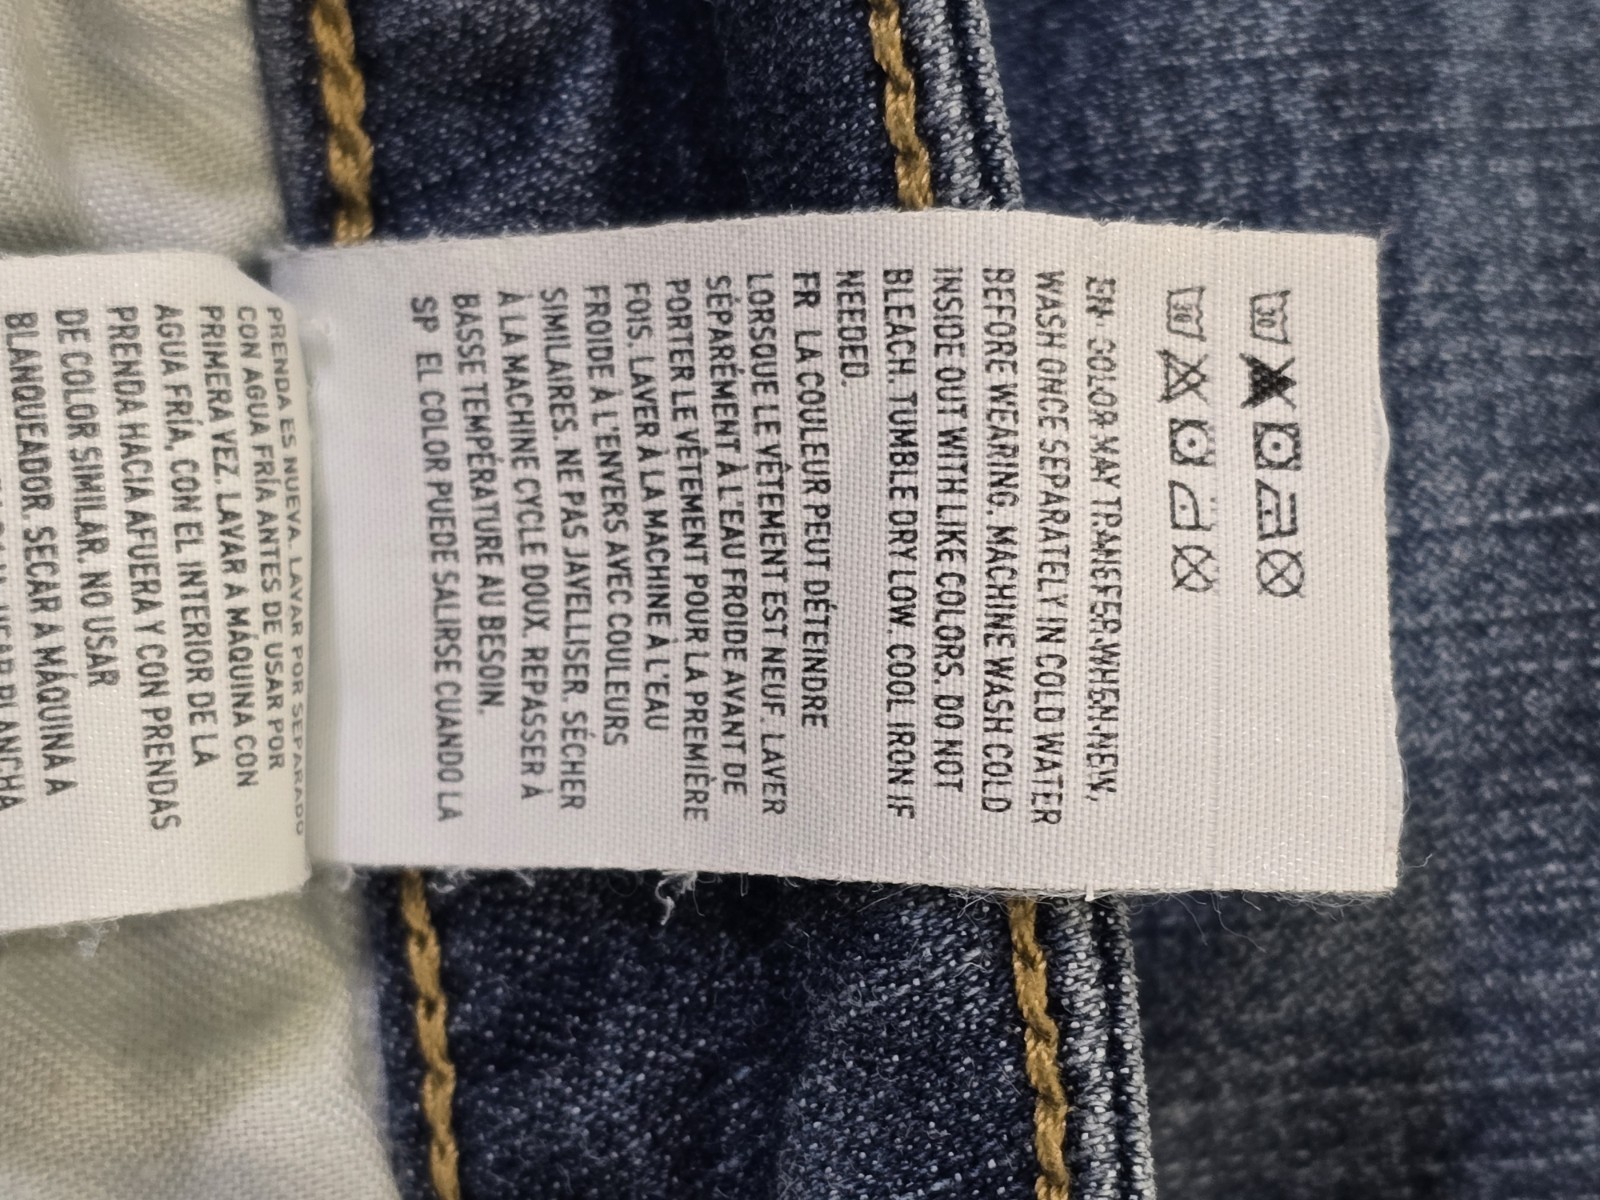 30
30
EN· COLOR MAY TRANSFER WHEN NEW,
WASH ONCE SEPARATELY IN COLD WATER
BEFORE WEARING. MACHINE WASH COLD
INSIDE OUT WITH LIKE COLORS. DO NOT
BLEACH. TUMBLE DRY LOW. COOL IRON IF
NEEDED.
FR LA COULEUR PEUT DÉTEINDRE
LORSQUE LE VÊTEMENT EST NEUF. LAVER
SÉPARÉMENT À L'EAU FROIDE AVANT DE
PORTER LE VÊTEMENT POUR LA PREMIÈRE
FOIS. LAVER À LA MACHINE À L'EAU
FROIDE À L'ENVERS AVEC COULEURS
SIMILAIRES. NE PAS JAVELLISER. SÉCHER
À LA MACHINE CYCLE DOUX. REPASSER À
BASSE TEMPÉRATURE AU BESOIN.
SP EL COLOR PUEDE SALIRSE CUANDO LA
PRENDA ES NUEVA. LAVAR POR SEPARADO
CON AGUA FRÍA ANTES DE USAR POR
PRIMERA VEZ. LAVAR A MÁQUINA CON
AGUA FRÍA, CON EL INTERIOR DE LA
PRENDA HACIA AFUERA Y CON PRENDAS
DE COLOR SIMILAR. NO USAR
BLANQUEADOR. SECAR A MÁQUINA A
USAR PLANCHA